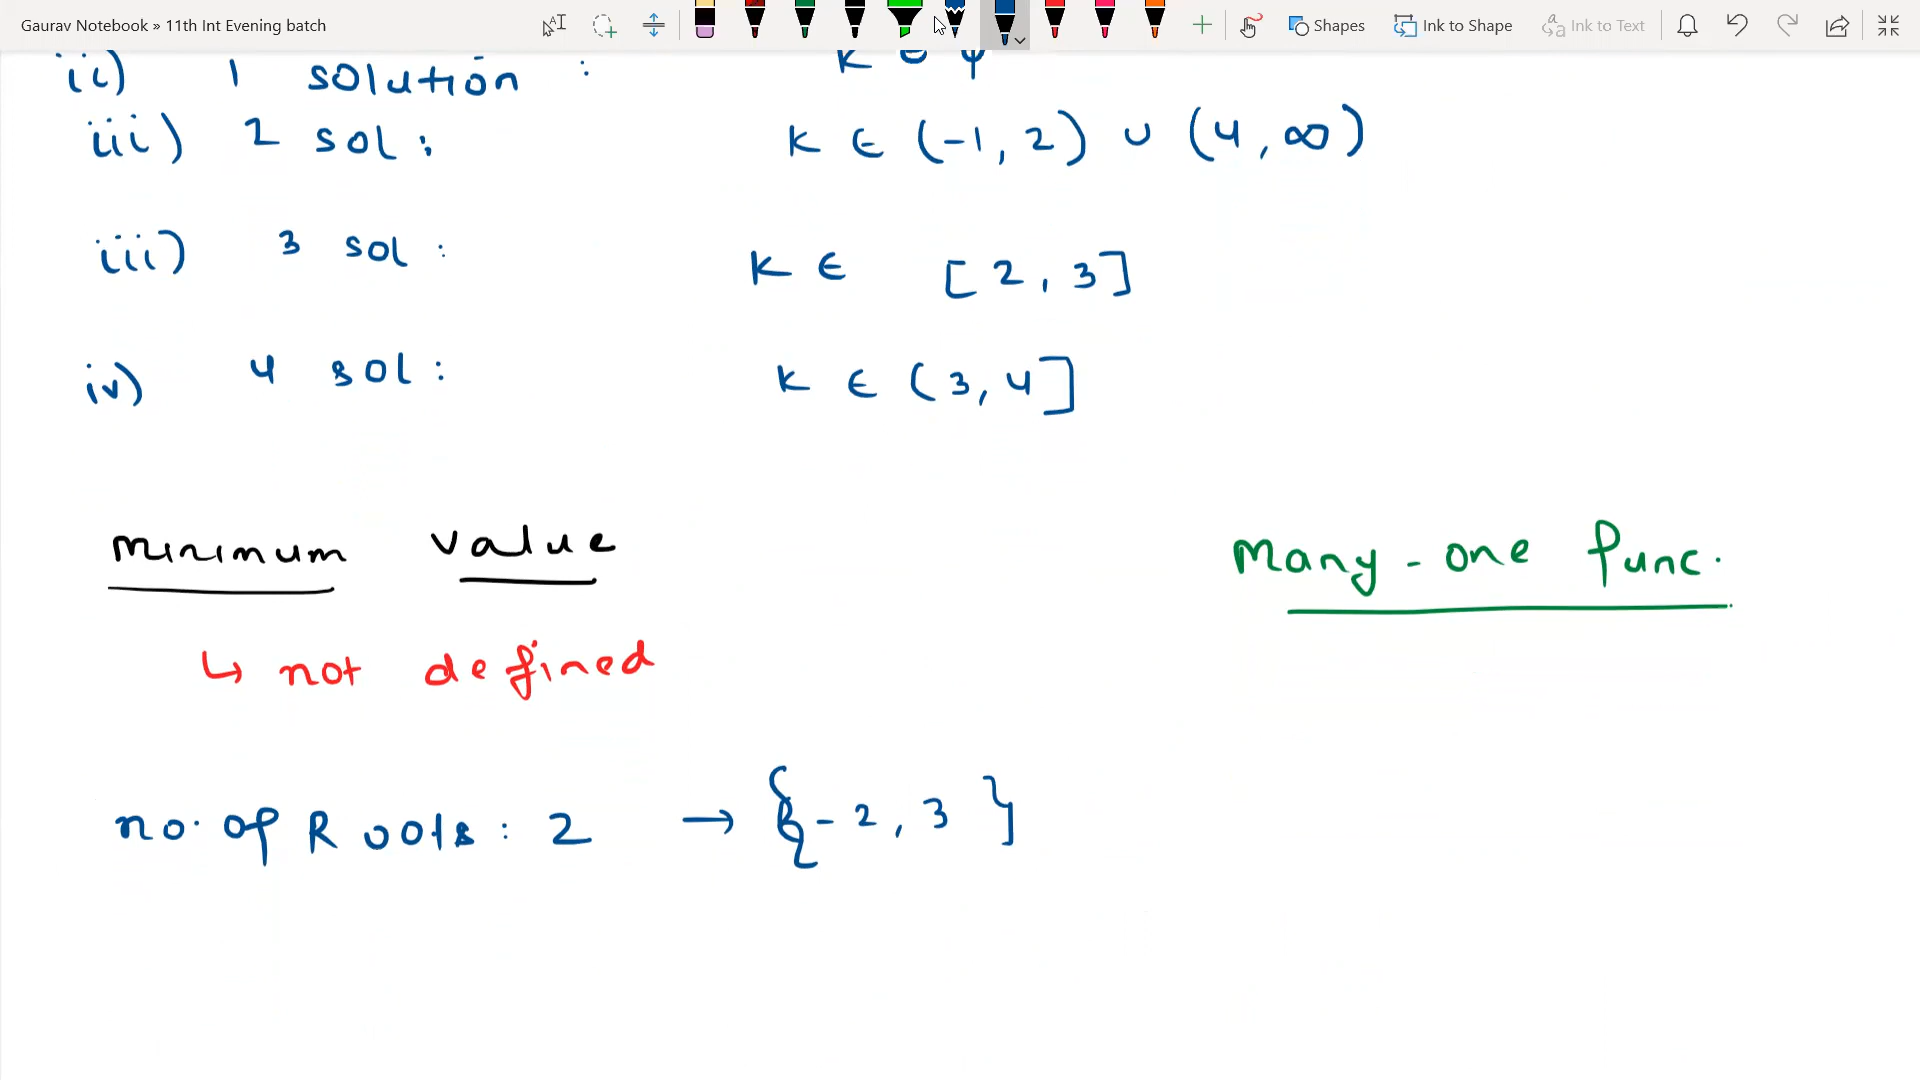 Gaurav Notebook » 11th Int Evening batch
Shapes
Ink to Shape
Ink to Text
ii) 1 solution : K ∈ φ
iii) 2 sol : K ∈ (-1, 2) ∪ (4, ∞)
iii) 3 sol : K ∈ [2, 3]
iv) 4 sol : K ∈ (3, 4]
minimum value
Many - one func.
↳ not defined
no. of Roots : 2 → {-2, 3}